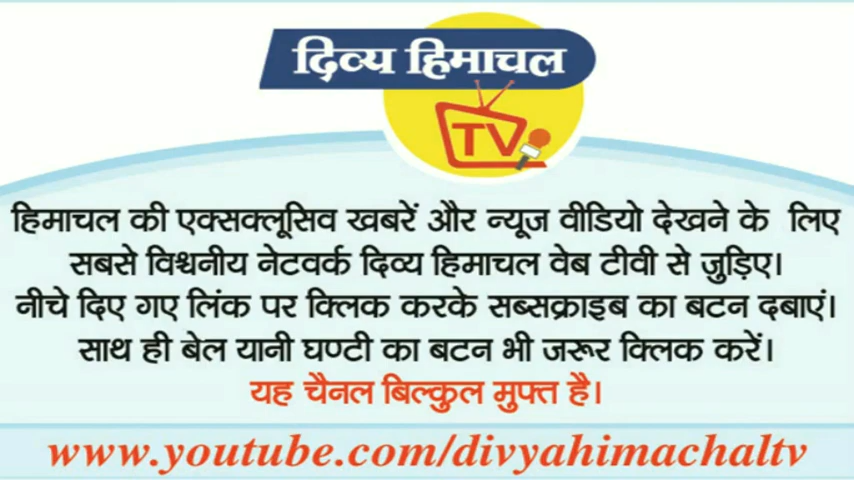 दिव्य हिमाचल
TV
हिमाचल की एक्सक्लूसिव खबरें और न्यूज वीडियो देखने के लिए
सबसे विश्वनीय नेटवर्क दिव्य हिमाचल वेब टीवी से जुड़िए।
नीचे दिए गए लिंक पर क्लिक करके सब्सक्राइब का बटन दबाएं।
साथ ही बेल यानी घण्टी का बटन भी जरूर क्लिक करें।
यह चैनल बिल्कुल मुफ्त है।
www.youtube.com/divyahimachaltv